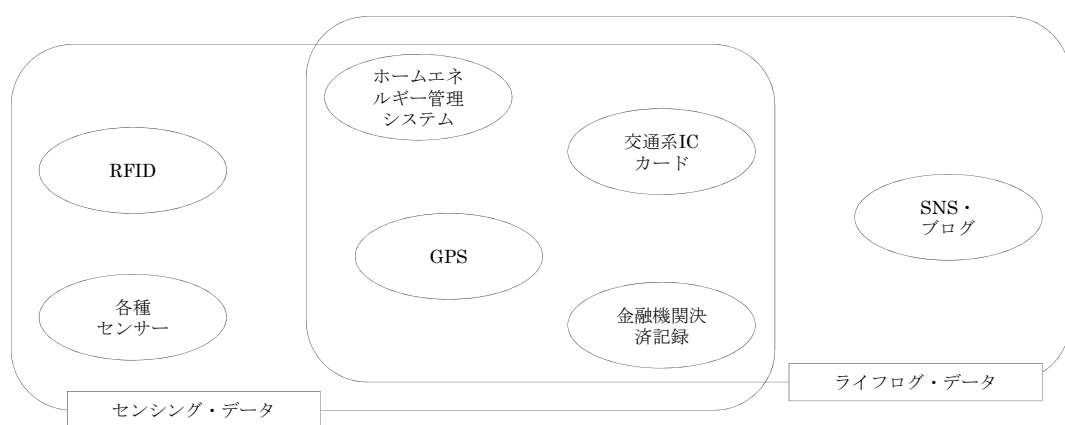 ホームエネ
ルギー管理
システム
交通系IC
カード
RFID
SNS・
ブログ
GPS
各種
センサー
金融機関決
済記録
ライフログ・データ
センシング・データ